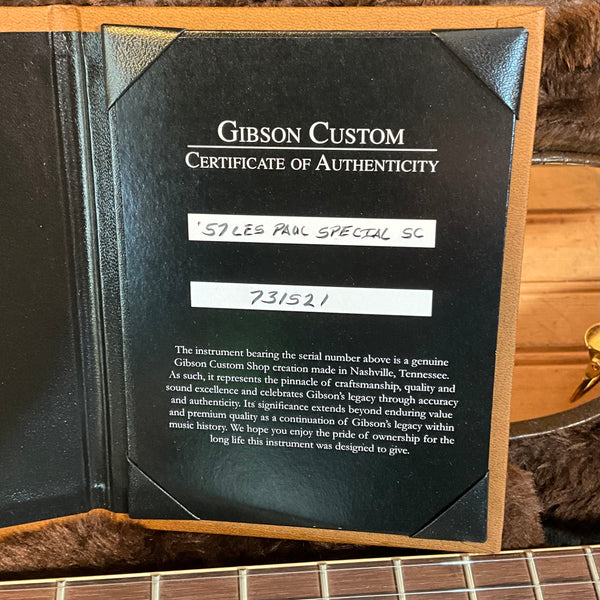 GIBSON CUSTOM
CERTIFICATE OF AUTHENTICITY
'57 LES PAUL SPECIAL SC
731521
The instrument bearing the serial number above is a genuine
Gibson Custom Shop creation made in Nashville, Tennessee.
As such, it represents the pinnacle of craftsmanship, quality and
sound excellence and celebrates Gibson's legacy through accuracy
and authenticity. Its significance extends beyond enduring value
and premium quality as a continuation of Gibson's legacy within
music history. We hope you enjoy the pride of ownership for the
long life this instrument was designed to give.